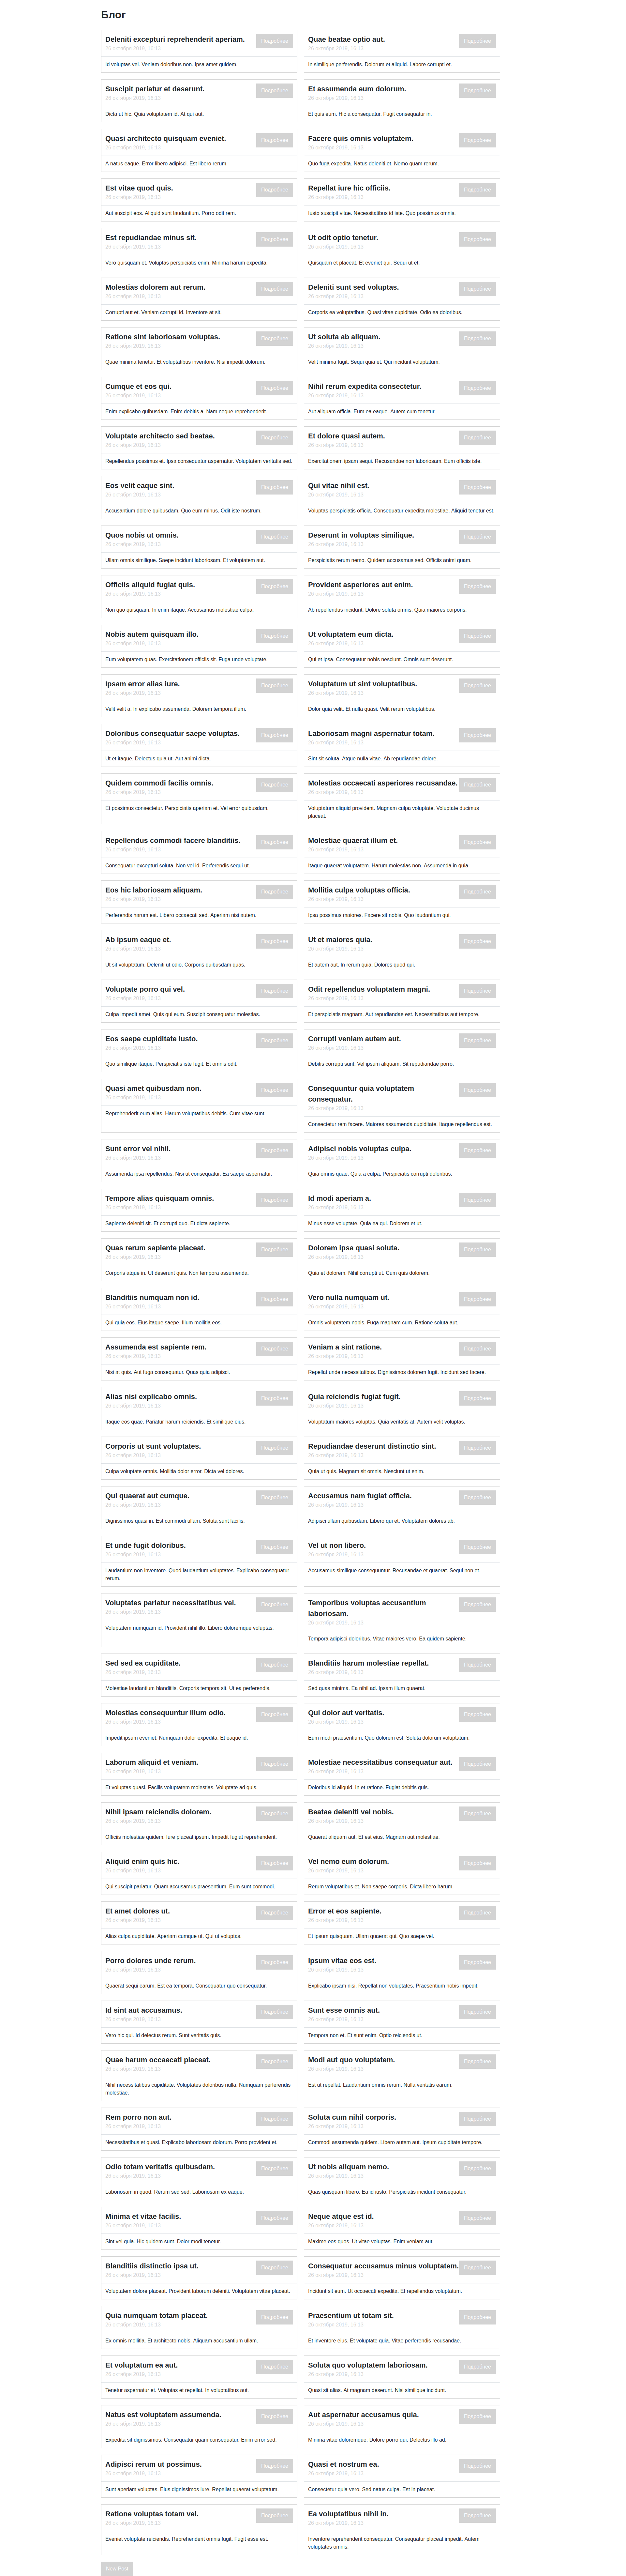 Блог
Deleniti excepturi reprehenderit aperiam.
Подробнее
Id voluptas vel. Veniam doloribus non. Ipsa amet quidem.
Quae beatae optio aut.
Подробнее
In similique perferendis. Dolorum et aliquid. Labore corrupti et.
Suscipit pariatur et deserunt.
Подробнее
Dicta ut hic. Quia voluptatem id. At qui aut.
Et assumenda eum dolorum.
Подробнее
Et quis eum. Hic a consequatur. Fugit consequatur in.
Quasi architecto quisquam eveniet.
Подробнее
A natus eaque. Error libero adipisci. Est libero rerum.
Facere quis omnis voluptatem.
Подробнее
Quo fuga expedita. Natus deleniti et. Nemo quam rerum.
Est vitae quod quis.
Подробнее
Aut suscipit eos. Aliquid sunt laudantium. Porro odit rem.
Repellat iure hic officiis.
Подробнее
Iusto suscipit vitae. Necessitatibus id iste. Quo possimus omnis.
Est repudiandae minus sit.
Подробнее
Vero quisquam et. Voluptas perspiciatis enim. Minima harum expedita.
Ut odit optio tenetur.
Подробнее
Quisquam et placeat. Et eveniet qui. Sequi ut et.
Molestias dolorem aut rerum.
Подробнее
Corrupti aut et. Veniam corrupti id. Inventore at sit.
Deleniti sunt sed voluptas.
Подробнее
Corporis ea voluptatibus. Quasi vitae cupiditate. Odio ea doloribus.
Ratione sint laboriosam voluptas.
Подробнее
Quae minima tenetur. Et voluptatibus inventore. Nisi impedit dolorum.
Ut soluta ab aliquam.
Подробнее
Velit minima fugit. Sequi quia et. Qui incidunt voluptatum.
Cumque et eos qui.
Подробнее
Enim explicabo quibusdam. Enim debitis a. Nam neque reprehenderit.
Nihil rerum expedita consectetur.
Подробнее
Aut aliquam officia. Eum ea eaque. Autem cum tenetur.
Voluptate architecto sed beatae.
Подробнее
Repellendus possimus et. Ipsa consequatur aspernatur. Voluptatem veritatis sed.
Et dolore quasi autem.
Подробнее
Exercitationem ipsam sequi. Recusandae non laboriosam. Eum officiis iste.
Eos velit eaque sint.
Подробнее
Accusantium dolore quibusdam. Quo eum minus. Odit iste nostrum.
Qui vitae nihil est.
Подробнее
Voluptas perspiciatis officia. Consequatur expedita molestiae. Aliquid tenetur est.
Quos nobis ut omnis.
Подробнее
Ullam omnis similique. Saepe incidunt laboriosam. Et voluptatem aut.
Deserunt in voluptas similique.
Подробнее
Perspiciatis rerum nemo. Quidem accusamus sed. Officiis animi quam.
Officiis aliquid fugiat quis.
Подробнее
Non quo quisquam. In enim itaque. Accusamus molestiae culpa.
Provident asperiores aut enim.
Подробнее
Ab repellendus incidunt. Dolore soluta omnis. Quia maiores corporis.
Nobis autem quisquam illo.
Подробнее
Eum voluptatem quas. Exercitationem officiis sit. Fuga unde voluptate.
Ut voluptatem eum dicta.
Подробнее
Qui et ipsa. Consequatur nobis nesciunt. Omnis sunt deserunt.
Ipsam error alias iure.
Подробнее
Velit velit a. In explicabo assumenda. Dolorem tempora illum.
Voluptatum ut sint voluptatibus.
Подробнее
Dolor quia velit. Et nulla quasi. Velit rerum voluptatibus.
Doloribus consequatur saepe voluptas.
Подробнее
Ut et itaque. Delectus quia ut. Aut animi dicta.
Laboriosam magni aspernatur totam.
Подробнее
Sint sit soluta. Atque nulla vitae. Ab repudiandae dolore.
Quidem commodi facilis omnis.
Подробнее
Et possimus consectetur. Perspiciatis aperiam et. Vel error quibusdam.
Molestias occaecati asperiores recusandae.
Подробнее
Voluptatum aliquid provident. Magnam culpa voluptate. Voluptate ducimus
placeat.
Repellendus commodi facere blanditiis.
Подробнее
Consequatur excepturi soluta. Non vel id. Perferendis sequi ut.
Molestiae quaerat illum et.
Подробнее
Itaque quaerat voluptatem. Harum molestias non. Assumenda in quia.
Eos hic laboriosam aliquam.
Подробнее
Perferendis harum est. Libero occaecati sed. Aperiam nisi autem.
Mollitia culpa voluptas officia.
Подробнее
Ipsa possimus maiores. Facere sit nobis. Quo laudantium qui.
Ab ipsum eaque et.
Подробнее
Ut sit voluptatum. Deleniti ut odio. Corporis quibusdam quas.
Ut et maiores quia.
Подробнее
Et autem aut. In rerum quia. Dolores quod qui.
Voluptate porro qui vel.
Подробнее
Culpa impedit amet. Quis qui eum. Suscipit consequatur molestias.
Odit repellendus voluptatem magni.
Подробнее
Et perspiciatis magnam. Aut repudiandae est. Necessitatibus aut tempore.
Eos saepe cupiditate iusto.
Подробнее
Quo similique itaque. Perspiciatis iste fugit. Et omnis odit.
Corrupti veniam autem aut.
Подробнее
Debitis corrupti sunt. Vel ipsum aliquam. Sit repudiandae porro.
Quasi amet quibusdam non.
Подробнее
Reprehenderit eum alias. Harum voluptatibus debitis. Cum vitae sunt.
Consequuntur quia voluptatem
consequatur.
Подробнее
Consectetur rem facere. Maiores assumenda cupiditate. Itaque repellendus est.
Sunt error vel nihil.
Подробнее
Assumenda ipsa repellendus. Nisi ut consequatur. Ea saepe aspernatur.
Adipisci nobis voluptas culpa.
Подробнее
Quia omnis quae. Quia a culpa. Perspiciatis corrupti doloribus.
Tempore alias quisquam omnis.
Подробнее
Sapiente deleniti sit. Et corrupti quo. Et dicta sapiente.
Id modi aperiam a.
Подробнее
Minus esse voluptate. Quia ea qui. Dolorem et ut.
Quas rerum sapiente placeat.
Подробнее
Corporis atque in. Ut deserunt quis. Non tempora assumenda.
Dolorem ipsa quasi soluta.
Подробнее
Quia et dolorem. Nihil corrupti ut. Cum quis dolorem.
Blanditiis numquam non id.
Подробнее
Qui quia eos. Eius itaque saepe. Illum mollitia eos.
Vero nulla numquam ut.
Подробнее
Omnis voluptatem nobis. Fuga magnam cum. Ratione soluta aut.
Assumenda est sapiente rem.
Подробнее
Nisi at quis. Aut fuga consequatur. Quas quia adipisci.
Veniam a sint ratione.
Подробнее
Repellat unde necessitatibus. Dignissimos dolorem fugit. Incidunt sed facere.
Alias nisi explicabo omnis.
Подробнее
Itaque eos quae. Pariatur harum reiciendis. Et similique eius.
Quia reiciendis fugiat fugit.
Подробнее
Voluptatum maiores voluptas. Quia veritatis at. Autem velit voluptas.
Corporis ut sunt voluptates.
Подробнее
Culpa voluptate omnis. Mollitia dolor error. Dicta vel dolores.
Repudiandae deserunt distinctio sint.
Подробнее
Quia ut quis. Magnam sit omnis. Nesciunt ut enim.
Qui quaerat aut cumque.
Подробнее
Dignissimos quasi in. Est commodi ullam. Soluta sunt facilis.
Accusamus nam fugiat officia.
Подробнее
Adipisci ullam quibusdam. Libero qui et. Voluptatem dolores ab.
Et unde fugit doloribus.
Подробнее
Laudantium non inventore. Quod laudantium voluptates. Explicabo consequatur
rerum.
Vel ut non libero.
Подробнее
Accusamus similique consequuntur. Recusandae et quaerat. Sequi non et.
Voluptates pariatur necessitatibus vel.
Подробнее
Voluptatem numquam id. Provident nihil illo. Libero doloremque voluptas.
Temporibus voluptas accusantium
laboriosam.
Подробнее
Tempora adipisci doloribus. Vitae maiores vero. Ea quidem sapiente.
Sed sed ea cupiditate.
Подробнее
Molestiae laudantium blanditiis. Corporis tempora sit. Ut ea perferendis.
Blanditiis harum molestiae repellat.
Подробнее
Sed quas minima. Ea nihil ad. Ipsam illum quaerat.
Molestias consequuntur illum odio.
Подробнее
Impedit ipsum eveniet. Numquam dolor expedita. Et eaque id.
Qui dolor aut veritatis.
Подробнее
Eum modi praesentium. Quo dolorem est. Soluta dolorum voluptatum.
Laborum aliquid et veniam.
Подробнее
Et voluptas quasi. Facilis voluptatem molestias. Voluptate ad quis.
Molestiae necessitatibus consequatur aut.
Подробнее
Doloribus id aliquid. In et ratione. Fugiat debitis quis.
Nihil ipsam reiciendis dolorem.
Подробнее
Officiis molestiae quidem. Iure placeat ipsum. Impedit fugiat reprehenderit.
Beatae deleniti vel nobis.
Подробнее
Quaerat aliquam aut. Et est eius. Magnam aut molestiae.
Aliquid enim quis hic.
Подробнее
Qui suscipit pariatur. Quam accusamus praesentium. Eum sunt commodi.
Vel nemo eum dolorum.
Подробнее
Rerum voluptatibus et. Non saepe corporis. Dicta libero harum.
Et amet dolores ut.
Подробнее
Alias culpa cupiditate. Aperiam cumque ut. Qui ut voluptas.
Error et eos sapiente.
Подробнее
Et ipsum quisquam. Ullam quaerat qui. Quo saepe vel.
Porro dolores unde rerum.
Подробнее
Quaerat sequi earum. Est ea tempora. Consequatur quo consequatur.
Ipsum vitae eos est.
Подробнее
Explicabo ipsam nisi. Repellat non voluptates. Praesentium nobis impedit.
Id sint aut accusamus.
Подробнее
Vero hic qui. Id delectus rerum. Sunt veritatis quis.
Sunt esse omnis aut.
Подробнее
Tempora non et. Et sunt enim. Optio reiciendis ut.
Quae harum occaecati placeat.
Подробнее
Nihil necessitatibus cupiditate. Voluptates doloribus nulla. Numquam perferendis
molestiae.
Modi aut quo voluptatem.
Подробнее
Est ut repellat. Laudantium omnis rerum. Nulla veritatis earum.
Rem porro non aut.
Подробнее
Necessitatibus et quasi. Explicabo laboriosam dolorum. Porro provident et.
Soluta cum nihil corporis.
Подробнее
Commodi assumenda quidem. Libero autem aut. Ipsum cupiditate tempore.
Odio totam veritatis quibusdam.
Подробнее
Laboriosam in quod. Rerum sed sed. Laboriosam ex eaque.
Ut nobis aliquam nemo.
Подробнее
Quas quisquam libero. Ea id iusto. Perspiciatis incidunt consequatur.
Minima et vitae facilis.
Подробнее
Sint vel quia. Hic quidem sunt. Dolor modi tenetur.
Neque atque est id.
Подробнее
Maxime eos quos. Ut vitae voluptas. Enim veniam aut.
Blanditiis distinctio ipsa ut.
Подробнее
Voluptatem dolore placeat. Provident laborum deleniti. Voluptatem vitae placeat.
Consequatur accusamus minus voluptatem.
Подробнее
Incidunt sit eum. Ut occaecati expedita. Et repellendus voluptatum.
Quia numquam totam placeat.
Подробнее
Ex omnis mollitia. Et architecto nobis. Aliquam accusantium ullam.
Praesentium ut totam sit.
Подробнее
Et inventore eius. Et voluptate quia. Vitae perferendis recusandae.
Et voluptatum ea aut.
Подробнее
Tenetur aspernatur et. Voluptas et repellat. In voluptatibus aut.
Soluta quo voluptatem laboriosam.
Подробнее
Quasi sit alias. At magnam deserunt. Nisi similique incidunt.
Natus est voluptatem assumenda.
Подробнее
Expedita sit dignissimos. Consequatur quam consequatur. Enim error sed.
Aut aspernatur accusamus quia.
Подробнее
Minima vitae doloremque. Dolore porro qui. Delectus illo ad.
Adipisci rerum ut possimus.
Подробнее
Sunt aperiam voluptas. Eius dignissimos iure. Repellat quaerat voluptatum.
Quasi et nostrum ea.
Подробнее
Consectetur quia vero. Sed natus culpa. Est in placeat.
Ratione voluptas totam vel.
Подробнее
Eveniet voluptate reiciendis. Reprehenderit omnis fugit. Fugit esse est.
Ea voluptatibus nihil in.
Подробнее
Inventore reprehenderit consequatur. Consequatur placeat impedit. Autem
voluptates omnis.
New Post